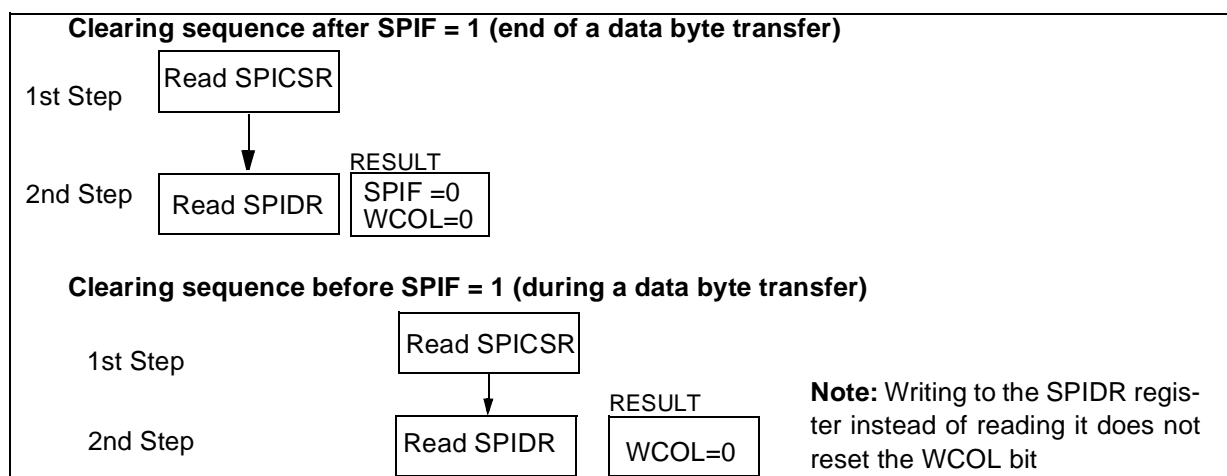 Clearing sequence after SPIF = 1 (end of a data byte transfer)
1st Step
Read SPICSR
2nd Step
Read SPIDR
RESULT
SPIF =0
WCOL=0
Clearing sequence before SPIF = 1 (during a data byte transfer)
1st Step
Read SPICSR
2nd Step
Read SPIDR
RESULT
WCOL=0
Note: Writing to the SPIDR regis-
ter instead of reading it does not
reset the WCOL bit